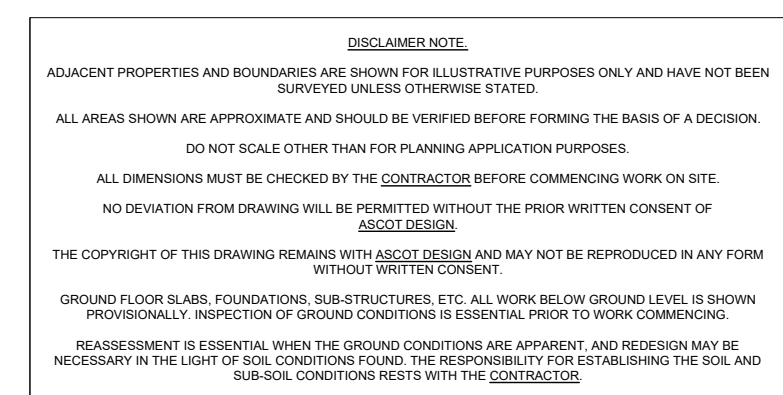 DISCLAIMER NOTE.
ADJACENT PROPERTIES AND BOUNDARIES ARE SHOWN FOR ILLUSTRATIVE PURPOSES ONLY AND HAVE NOT BEEN
SURVEYED UNLESS OTHERWISE STATED.
ALL AREAS SHOWN ARE APPROXIMATE AND SHOULD BE VERIFIED BEFORE FORMING THE BASIS OF A DECISION.
DO NOT SCALE OTHER THAN FOR PLANNING APPLICATION PURPOSES.
ALL DIMENSIONS MUST BE CHECKED BY THE CONTRACTOR BEFORE COMMENCING WORK ON SITE.
NO DEVIATION FROM DRAWING WILL BE PERMITTED WITHOUT THE PRIOR WRITTEN CONSENT OF
ASCOT DESIGN.
THE COPYRIGHT OF THIS DRAWING REMAINS WITH ASCOT DESIGN AND MAY NOT BE REPRODUCED IN ANY FORM
WITHOUT WRITTEN CONSENT.
GROUND FLOOR SLABS, FOUNDATIONS, SUB-STRUCTURES, ETC. ALL WORK BELOW GROUND LEVEL IS SHOWN
PROVISIONALLY. INSPECTION OF GROUND CONDITIONS IS ESSENTIAL PRIOR TO WORK COMMENCING.
REASSESSMENT IS ESSENTIAL WHEN THE GROUND CONDITIONS ARE APPARENT, AND REDESIGN MAY BE
NECESSARY IN THE LIGHT OF SOIL CONDITIONS FOUND. THE RESPONSIBILITY FOR ESTABLISHING THE SOIL AND
SUB-SOIL CONDITIONS RESTS WITH THE CONTRACTOR.